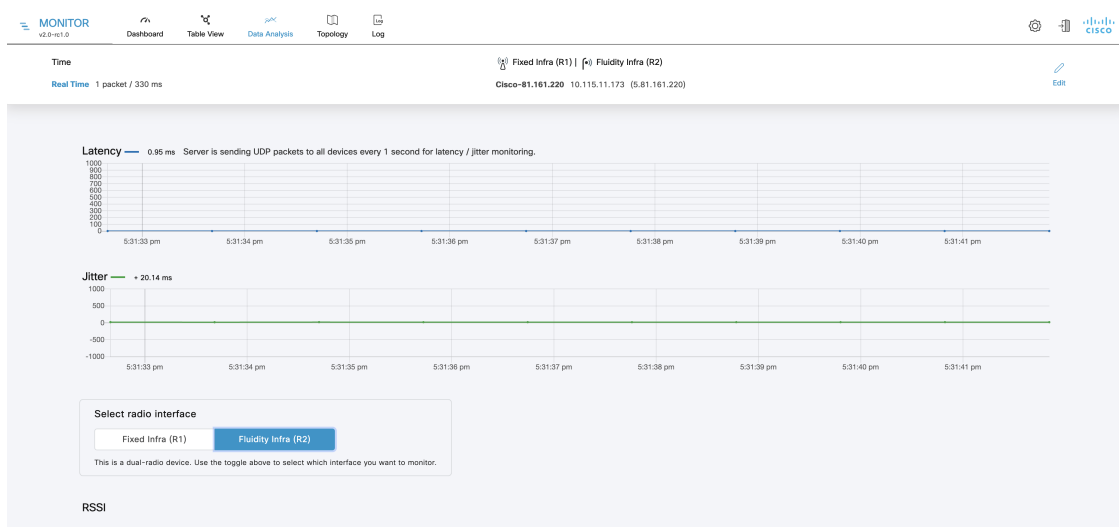 MONITOR
v2.0-rc1.0
Dashboard
Table View
Data Analysis
Topology
Log
Log
CISCO
Time
Fixed Infra (R1) | Fluidity Infra (R2)
Real Time 1 packet / 330 ms
Cisco-81.161.220 10.115.11.173 (5.81.161.220)
Edit
Latency 0.95 ms Server is sending UDP packets to all devices every 1 second for latency / jitter monitoring.
1000
900
800
700
600
500
400
300
200
100
0
5:31:33 pm 5:31:34 pm 5:31:35 pm 5:31:36 pm 5:31:37 pm 5:31:38 pm 5:31:39 pm 5:31:40 pm 5:31:41 pm
Jitter + 20.14 ms
1000
500
0
-500
-1000
5:31:33 pm 5:31:34 pm 5:31:35 pm 5:31:36 pm 5:31:37 pm 5:31:38 pm 5:31:39 pm 5:31:40 pm 5:31:41 pm
Select radio interface
Fixed Infra (R1) Fluidity Infra (R2)
This is a dual-radio device. Use the toggle above to select which interface you want to monitor.
RSSI